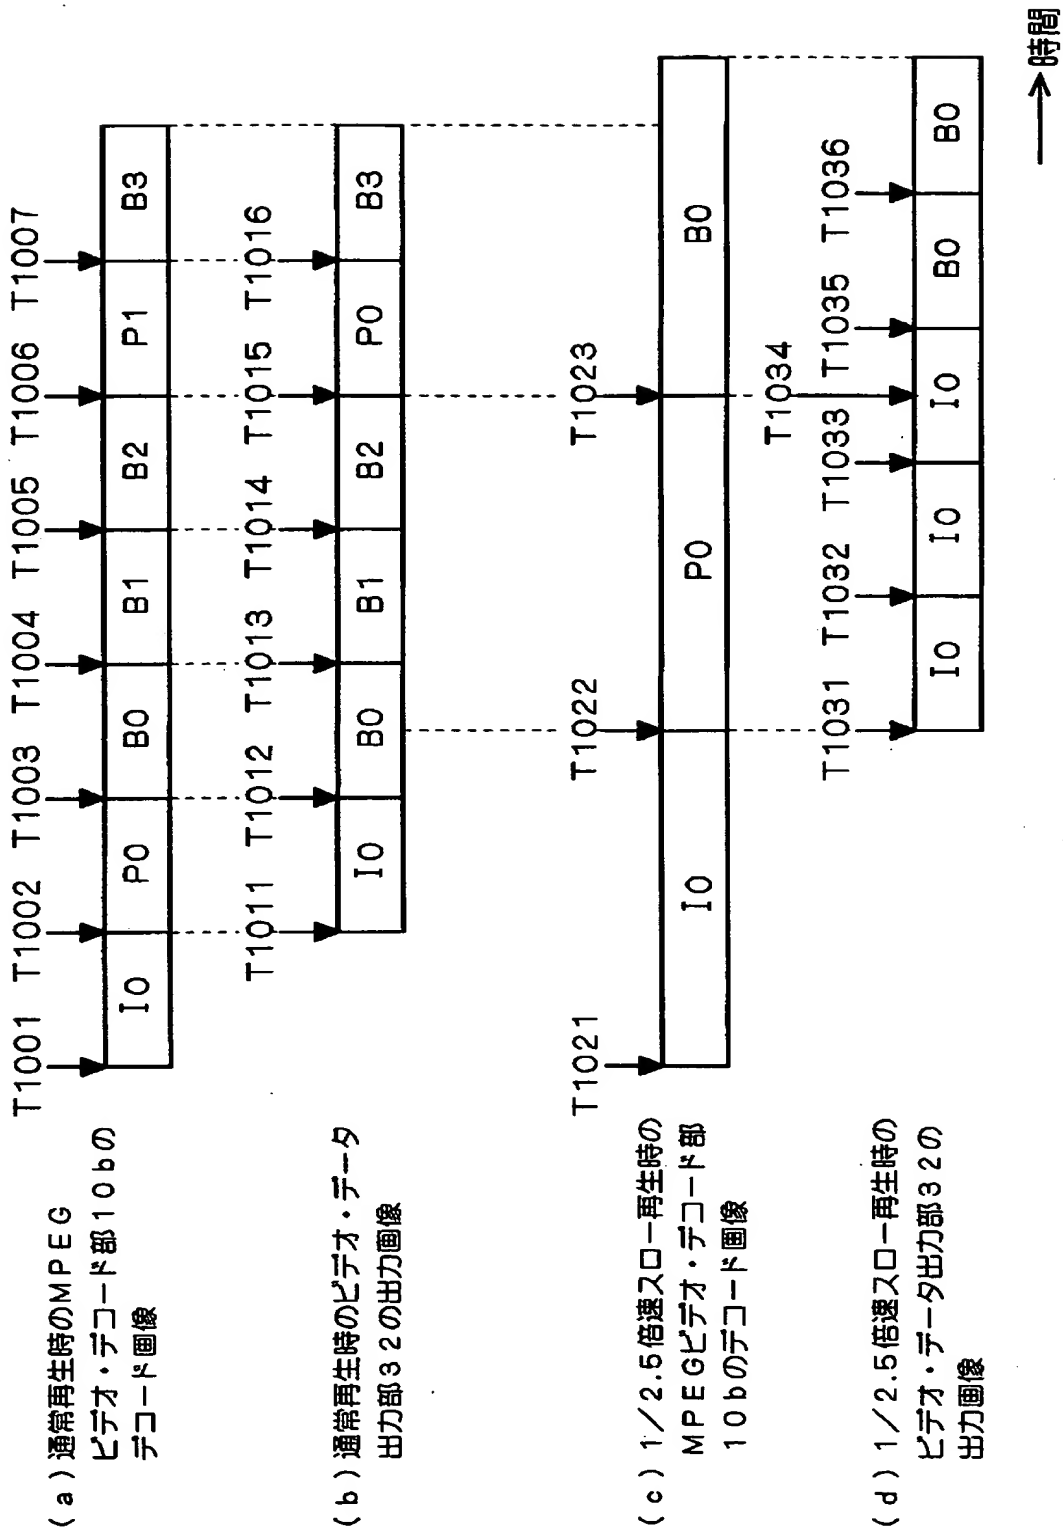 (a)通常再生時のMPEG
ビデオ・デコード部10bの
デコード画像
T1001 T1002 T1003 T1004 T1005 T1006 T1007
I0 P0 B0 B1 B2 P1 B3
(b)通常再生時のビデオ・データ
出力部32の出力画像
T1011 T1012 T1013 T1014 T1015 T1016
I0 B0 B1 B2 P0 B3
(c)1/2.5倍速スロー再生時の
MPEGビデオ・デコード部
10bのデコード画像
T1021 T1022 T1023
I0 P0 B0
(d)1/2.5倍速スロー再生時の
ビデオ・データ出力部32の
出力画像
T1034
T1031 T1032 T1033 T1035 T1036
I0 I0 I0 B0 B0
時間